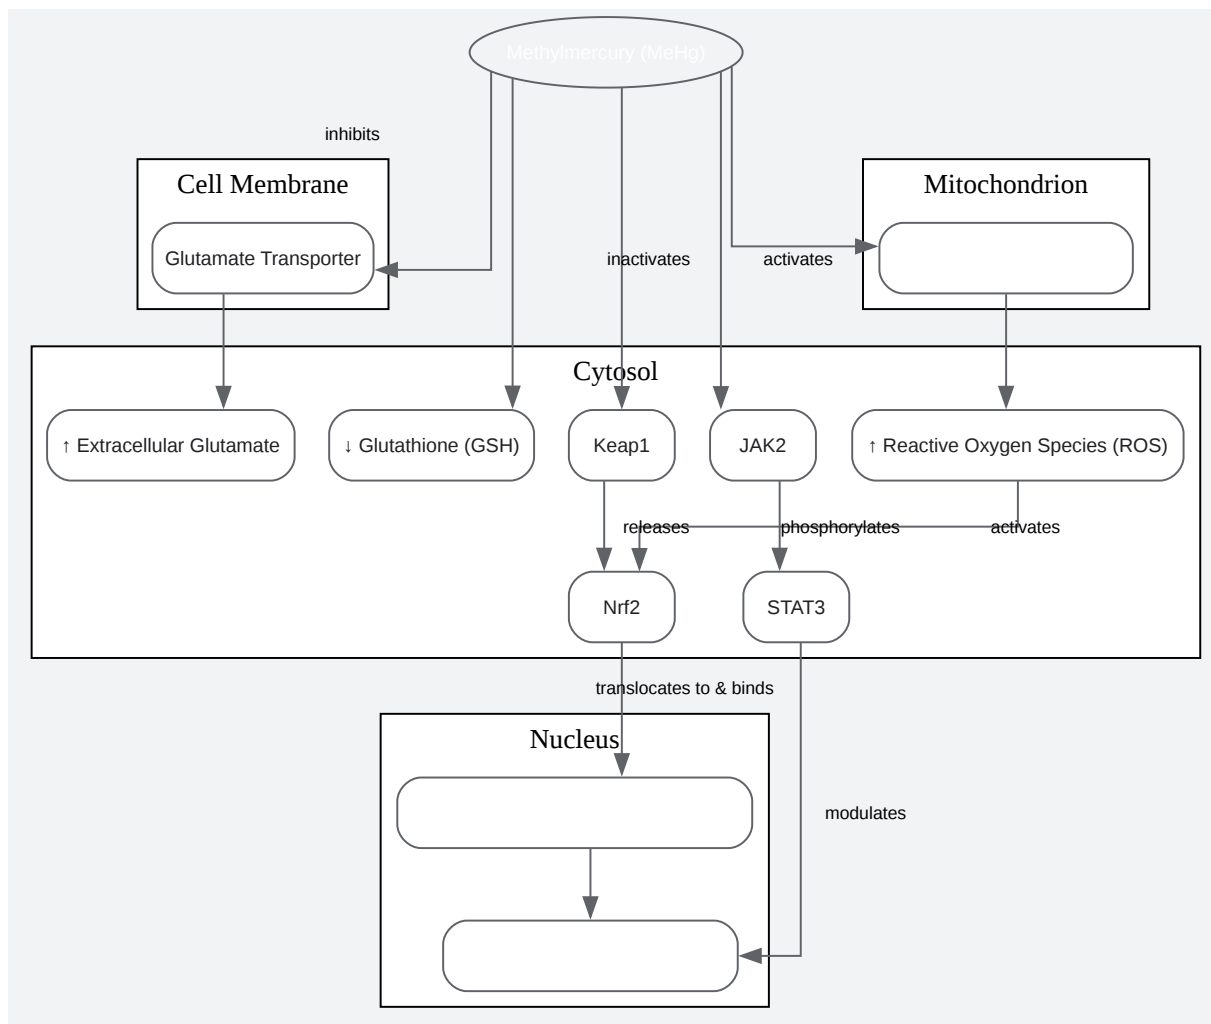 Methylmercury (MeHg)
inhibits
Cell Membrane
Mitochondrion
Glutamate Transporter
inactivates
activates
Cytosol
↑ Extracellular Glutamate
↓ Glutathione (GSH)
Keap1
JAK2
↑ Reactive Oxygen Species (ROS)
releases
phosphorylates
activates
Nrf2
STAT3
translocates to & binds
Nucleus
modulates